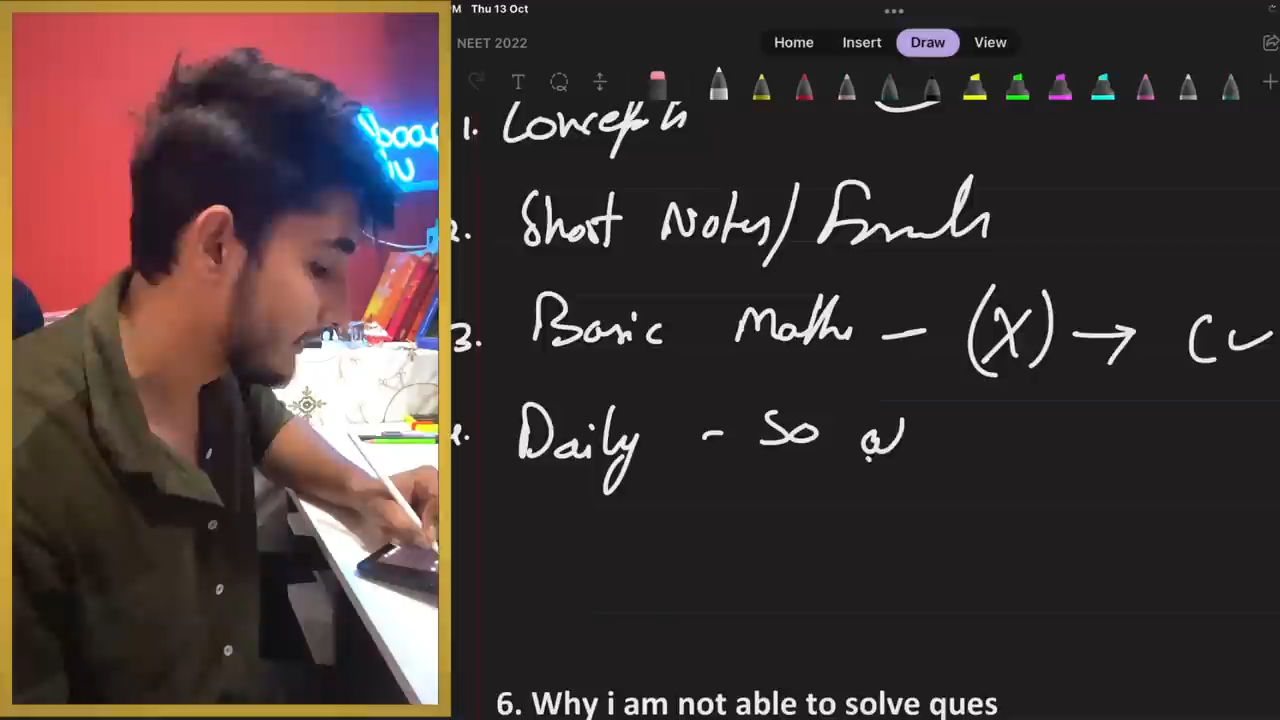 M Thu 13 Oct
NEET 2022
Home Insert Draw View
T
1. Concepts
2. Short Notes/
3. Basic Maths – (X) →
4. Daily - 50 Q
6. Why i am not able to solve ques